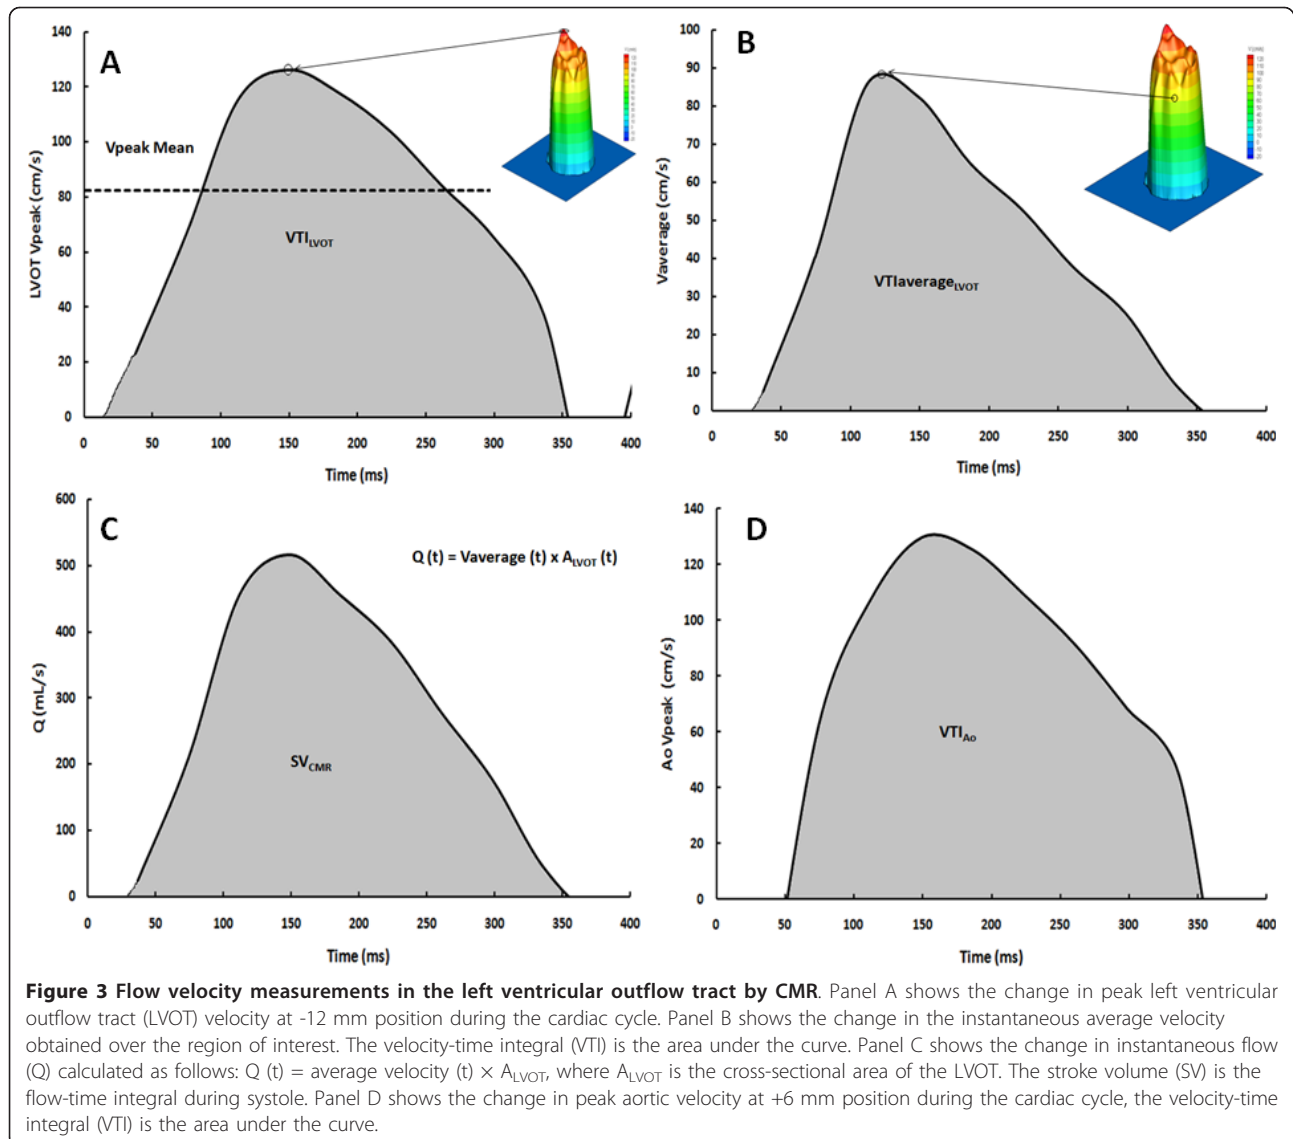 A
140
120
100
80
60
40
20
0
LVOT Vpeak (cm/s)
Vpeak Mean
VTI_LVOT
0 50 100 150 200 250 300 350 400
Time (ms)
B
100
90
80
70
60
50
40
30
20
10
0
Vaverage (cm/s)
VTIaverage_LVOT
0 50 100 150 200 250 300 350 400
Time (ms)
C
600
500
400
300
200
100
0
Q (mL/s)
Q (t) = Vaverage (t) x A_LVOT (t)
SV_CMR
0 50 100 150 200 250 300 350 400
Time (ms)
D
140
120
100
80
60
40
20
0
Ao Vpeak (cm/s)
VTI_Ao
0 50 100 150 200 250 300 350 400
Time (ms)
Figure 3 Flow velocity measurements in the left ventricular outflow tract by CMR. Panel A shows the change in peak left ventricular
outflow tract (LVOT) velocity at -12 mm position during the cardiac cycle. Panel B shows the change in the instantaneous average velocity
obtained over the region of interest. The velocity-time integral (VTI) is the area under the curve. Panel C shows the change in instantaneous flow
(Q) calculated as follows: Q (t) = average velocity (t) × A_LVOT, where A_LVOT is the cross-sectional area of the LVOT. The stroke volume (SV) is the
flow-time integral during systole. Panel D shows the change in peak aortic velocity at +6 mm position during the cardiac cycle, the velocity-time
integral (VTI) is the area under the curve.